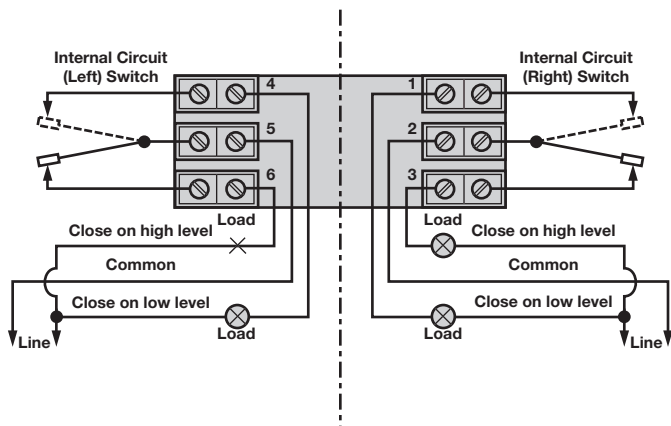 Internal Circuit
(Left) Switch
Internal Circuit
(Right) Switch
4
1
5
2
6
3
Load
Load
Close on high level
Close on high level
Common
Common
Close on low level
Close on low level
Line
Load
Load
Line